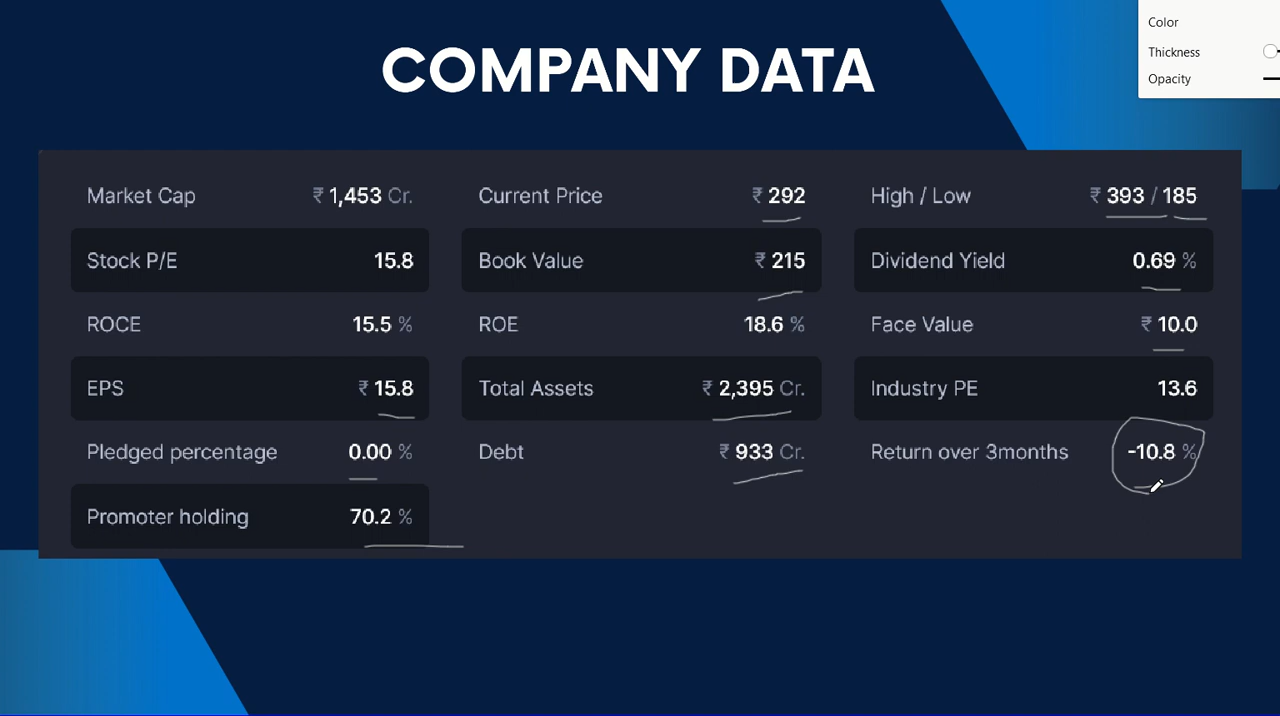 COMPANY DATA
Color
Thickness
Opacity
Market Cap ₹ 1,453 Cr. Current Price ₹ 292 High / Low ₹ 393 / 185
Stock P/E 15.8 Book Value ₹ 215 Dividend Yield 0.69 %
ROCE 15.5 % ROE 18.6 % Face Value ₹ 10.0
EPS ₹ 15.8 Total Assets ₹ 2,395 Cr. Industry PE 13.6
Pledged percentage 0.00 % Debt ₹ 933 Cr. Return over 3months -10.8 %
Promoter holding 70.2 %